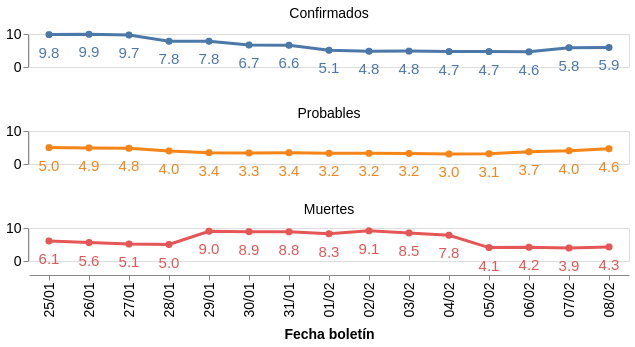 Confirmados
10
0
9.8 9.9 9.7 7.8 7.8 6.7 6.6 5.1 4.8 4.8 4.7 4.7 4.6 5.8 5.9
Probables
10
0
5.0 4.9 4.8 4.0 3.4 3.3 3.4 3.2 3.2 3.2 3.0 3.1 3.7 4.0 4.6
Muertes
10
0
6.1 5.6 5.1 5.0 9.0 8.9 8.8 8.3 9.1 8.5 7.8 4.1 4.2 3.9 4.3
25/01 26/01 27/01 28/01 29/01 30/01 31/01 01/02 02/02 03/02 04/02 05/02 06/02 07/02 08/02
Fecha boletín